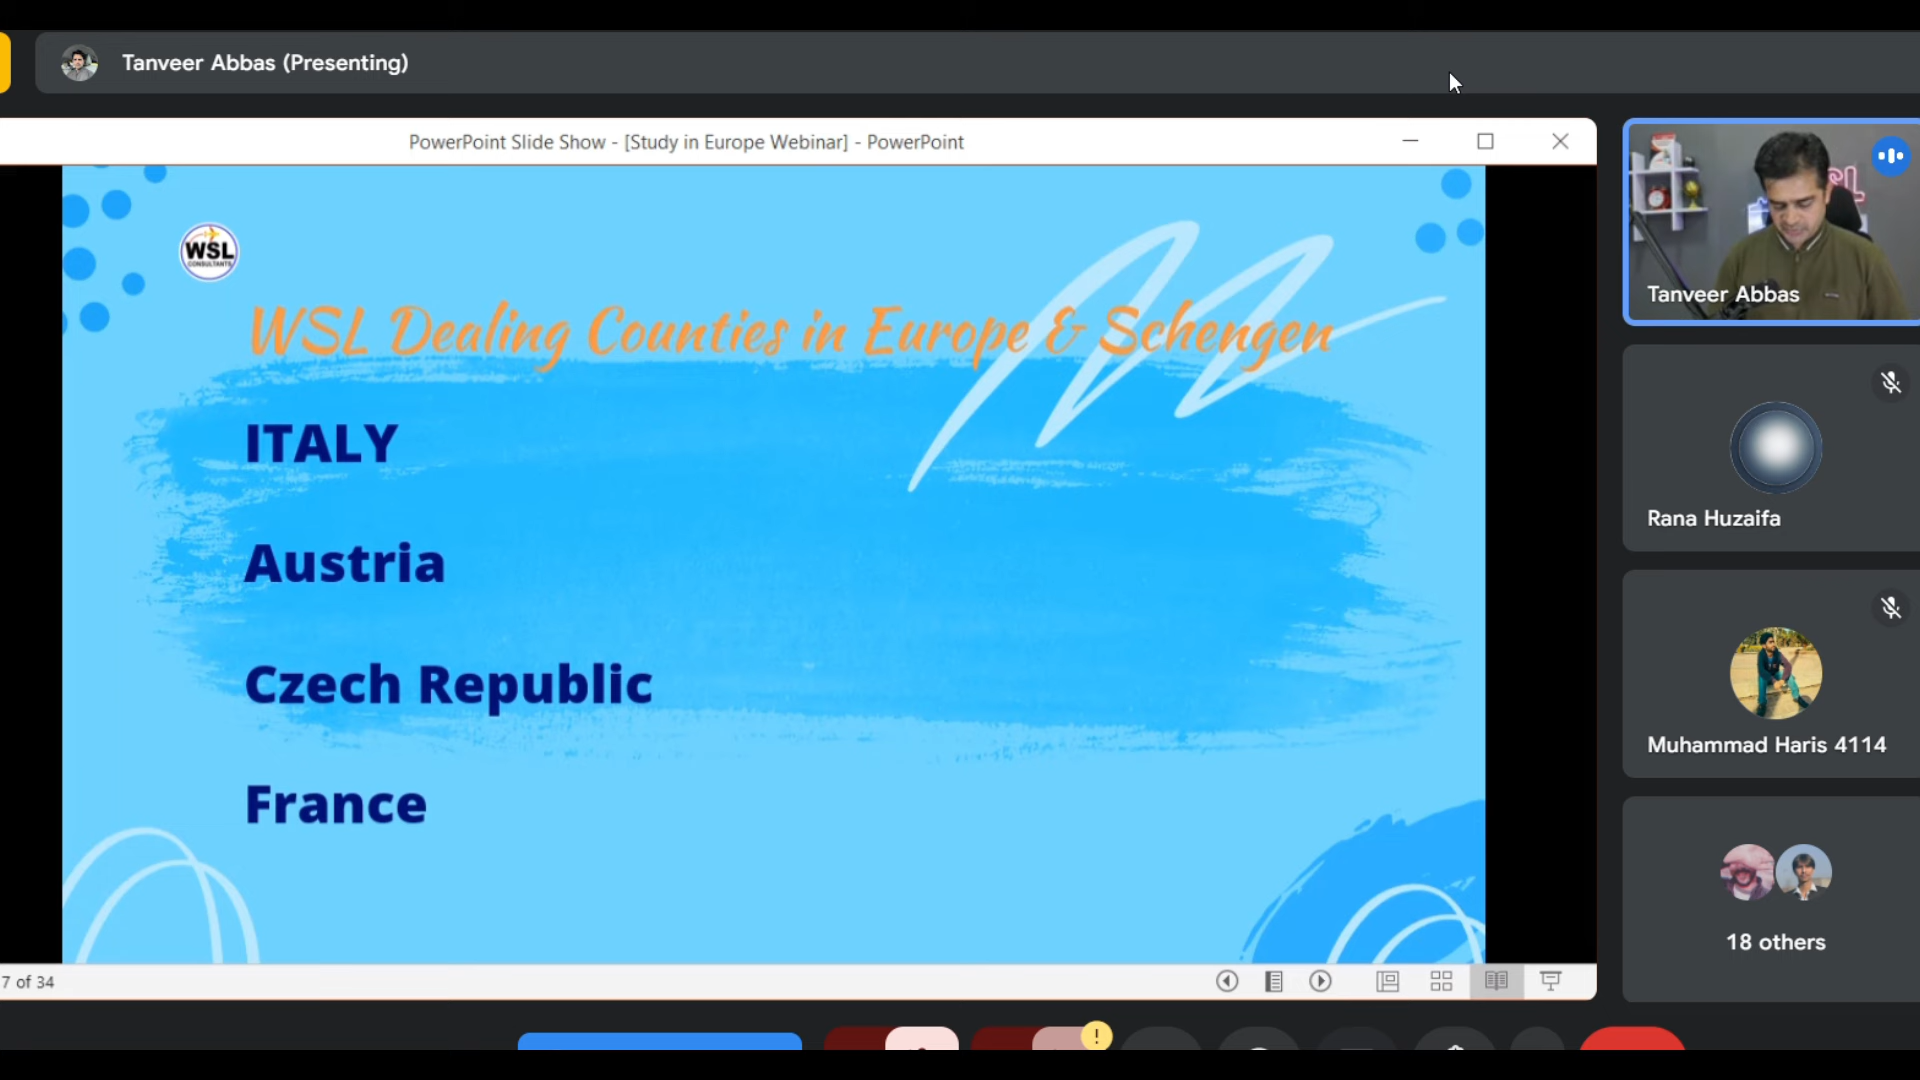 Tanveer Abbas (Presenting)
PowerPoint Slide Show - [Study in Europe Webinar] - PowerPoint
WSL
CONSULTANTS
WSL Dealing Counties in Europe & Schengen
ITALY
Austria
Czech Republic
France
7 of 34
Tanveer Abbas
Rana Huzaifa
Muhammad Haris 4114
18 others